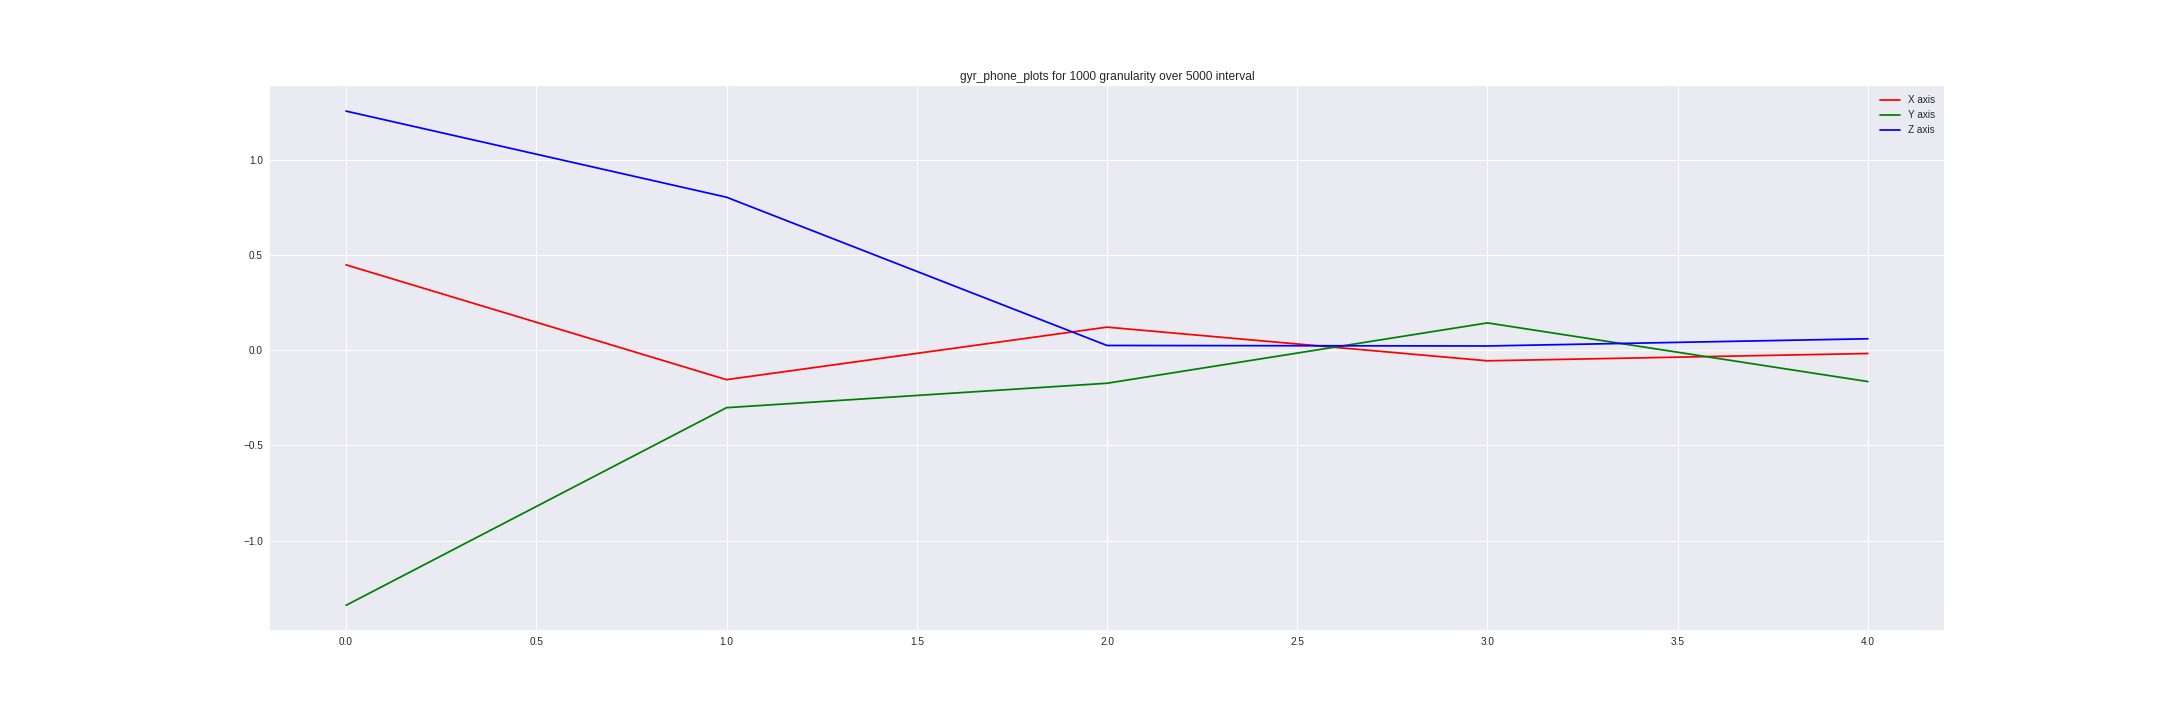 gyr_phone_plots for 1000 granularity over 5000 interval
X axis
Y axis
Z axis
1.0
0.5
0.0
−0.5
−1.0
0.0 0.5 1.0 1.5 2.0 2.5 3.0 3.5 4.0